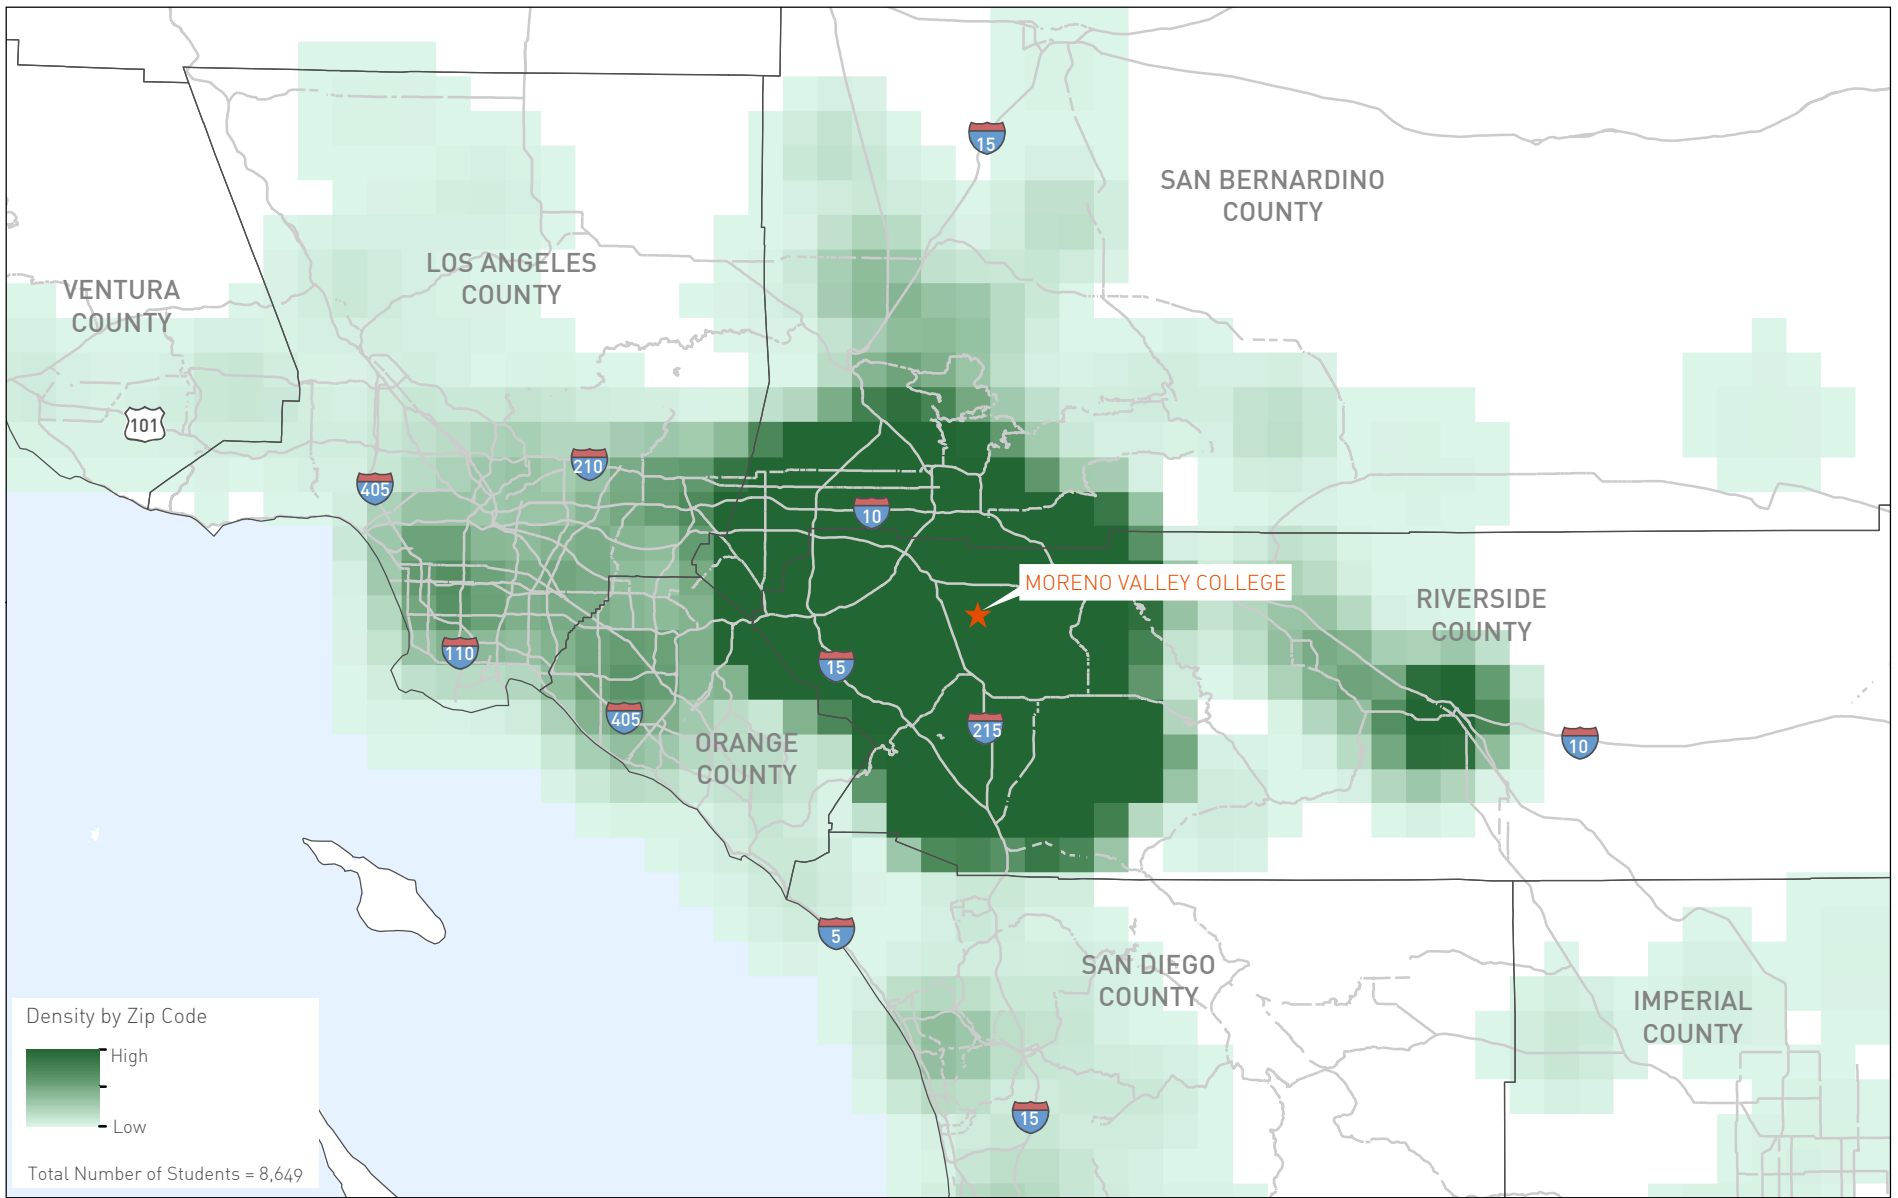 15
SAN BERNARDINO
COUNTY
LOS ANGELES
COUNTY
VENTURA
COUNTY
101
210
405
10
MORENO VALLEY COLLEGE
RIVERSIDE
COUNTY
110
15
405
215
ORANGE
COUNTY
10
5
SAN DIEGO
COUNTY
IMPERIAL
COUNTY
15
Density by Zip Code
High
Low
Total Number of Students = 8,649